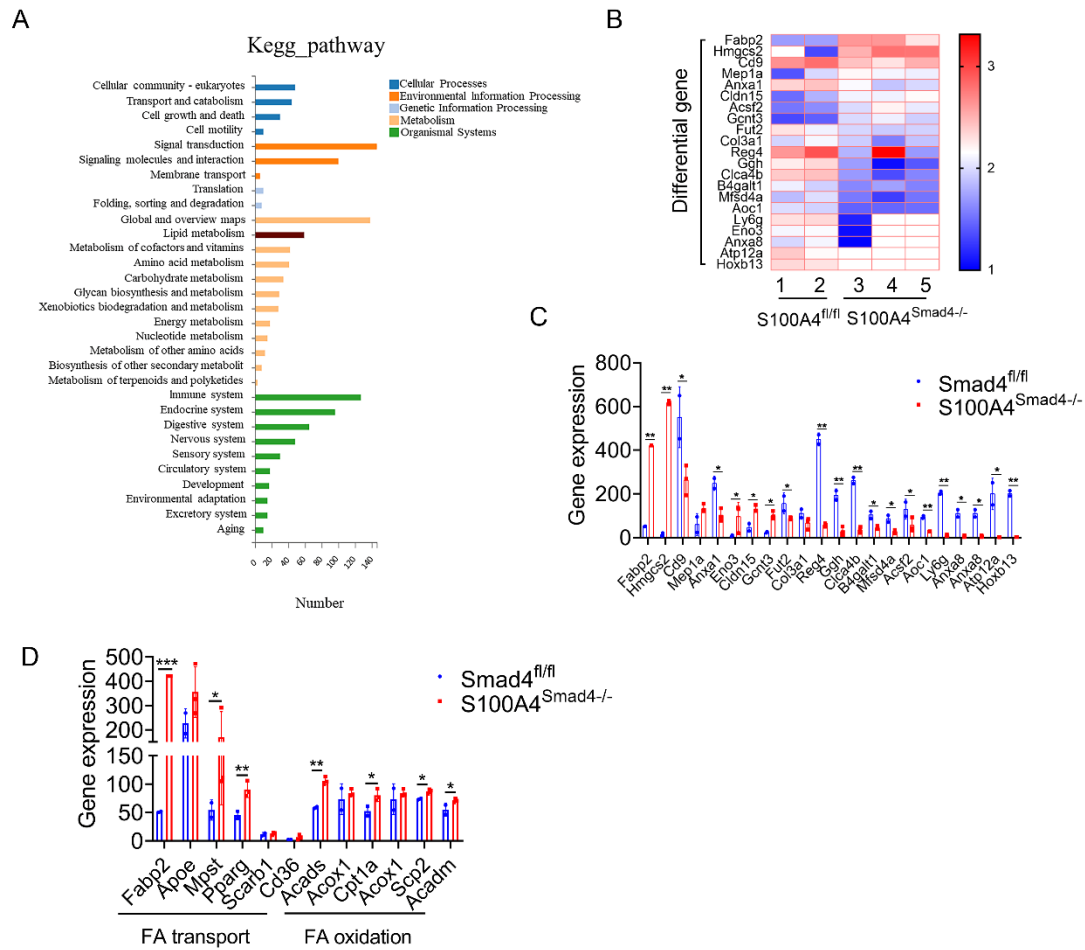 A
Kegg_pathway
Cellular community - eukaryotes
Transport and catabolism
Cell growth and death
Cell motility
Signal transduction
Signaling molecules and interaction
Membrane transport
Translation
Folding, sorting and degradation
Global and overview maps
Lipid metabolism
Metabolism of cofactors and vitamins
Amino acid metabolism
Carbohydrate metabolism
Glycan biosynthesis and metabolism
Xenobiotics biodegradation and metabolism
Energy metabolism
Nucleotide metabolism
Metabolism of other amino acids
Biosynthesis of other secondary metabolit
Metabolism of terpenoids and polyketides
Immune system
Endocrine system
Digestive system
Nervous system
Sensory system
Circulatory system
Development
Environmental adaptation
Excretory system
Aging
0 20 40 60 80 100 120 140
Number
Cellular Processes
Environmental Information Processing
Genetic Information Processing
Metabolism
Organismal Systems
B
Differential gene
Fabp2
Hmgcs2
Cd9
Mep1a
Anxa1
Cldn15
Acsf2
Gcnt3
Fut2
Col3a1
Reg4
Ggh
Clca4b
B4galt1
Mfsd4a
Aoc1
Ly6g
Eno3
Anxa8
Atp12a
Hoxb13
1 2 3 4 5
S100A4fl/fl S100A4Smad4-/-
3
2
1
C
Gene expression
800
600
400
200
0
** ** * * * * * * ** ** ** * * * ** ** * * * **
Smad4fl/fl
S100A4Smad4-/-
Fabp2 Hmgcs2 Cd9 Mep1a Anxa1 Eno3 Cldn15 Gcnt3 Fut2 Col3a1 Reg4 Ggh Clca4b B4galt1 Mfsd4a Acsf2 Aoc1 Ly6g Anxa8 Anxa8 Atp12a Hoxb13
D
Gene expression
500
400
300
200
150
100
50
0
*** * ** ** * * *
Smad4fl/fl
S100A4Smad4-/-
Fabp2 Apoe Mpst Pparg Scarb1 Cd36 Acads Acox1 Cpt1a Acox1 Scp2 Acadm
FA transport FA oxidation